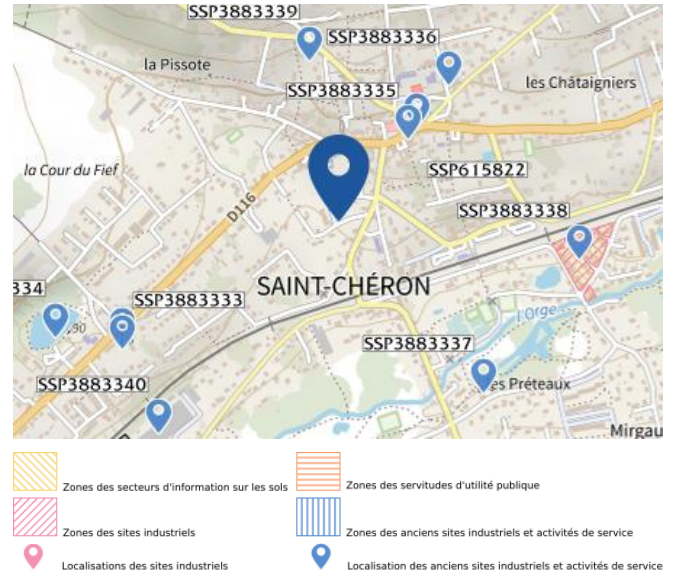 SSP3883339
SSP3883336
la Pissote
SSP3883335
les Châtaigniers
la Cour du Fief
SSP615822
D116
SSP3883338
SAINT-CHÉRON
334
SSP3883333
l'Orge
90
SSP3883337
SSP3883340
es Préteaux
Mirgau
Zones des secteurs d'information sur les sols
Zones des servitudes d'utilité publique
Zones des sites industriels
Zones des anciens sites industriels et activités de service
Localisations des sites industriels
Localisation des anciens sites industriels et activités de service